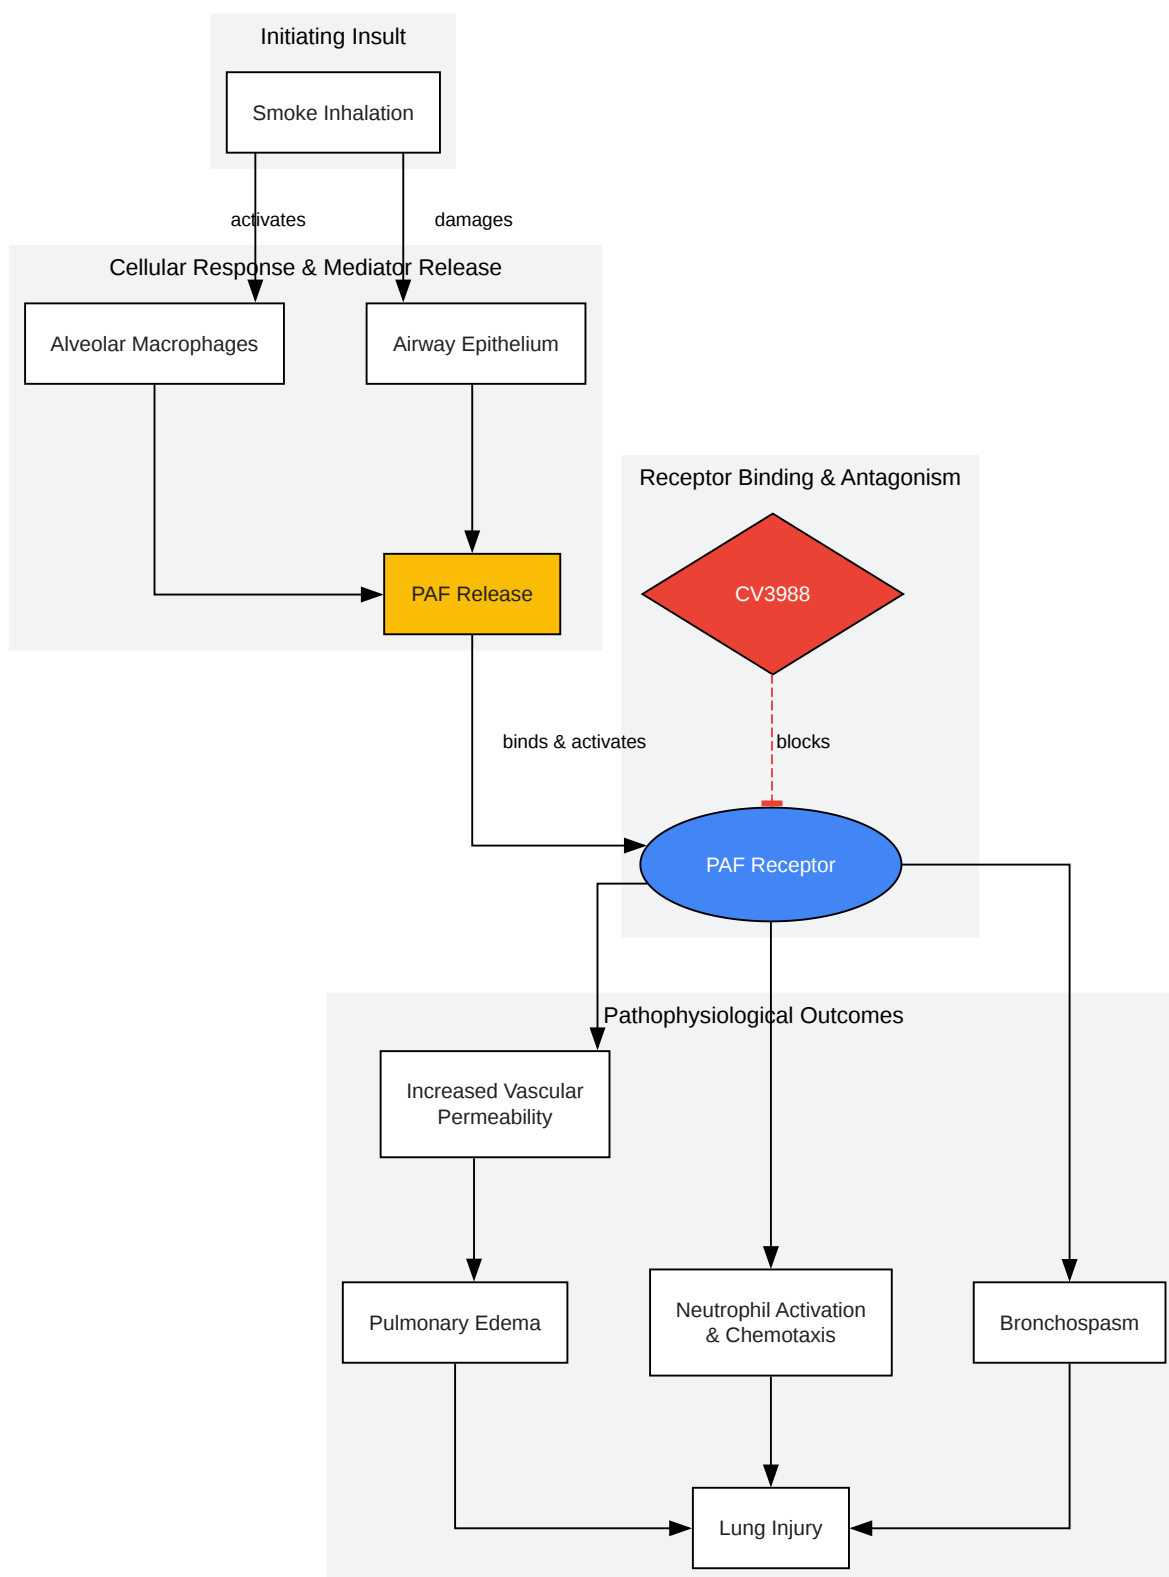 Initiating Insult
Smoke Inhalation
activates
damages
Cellular Response & Mediator Release
Alveolar Macrophages
Airway Epithelium
Receptor Binding & Antagonism
PAF Release
CV3988
binds & activates
blocks
PAF Receptor
Pathophysiological Outcomes
Increased Vascular
Permeability
Pulmonary Edema
Neutrophil Activation
& Chemotaxis
Bronchospasm
Lung Injury